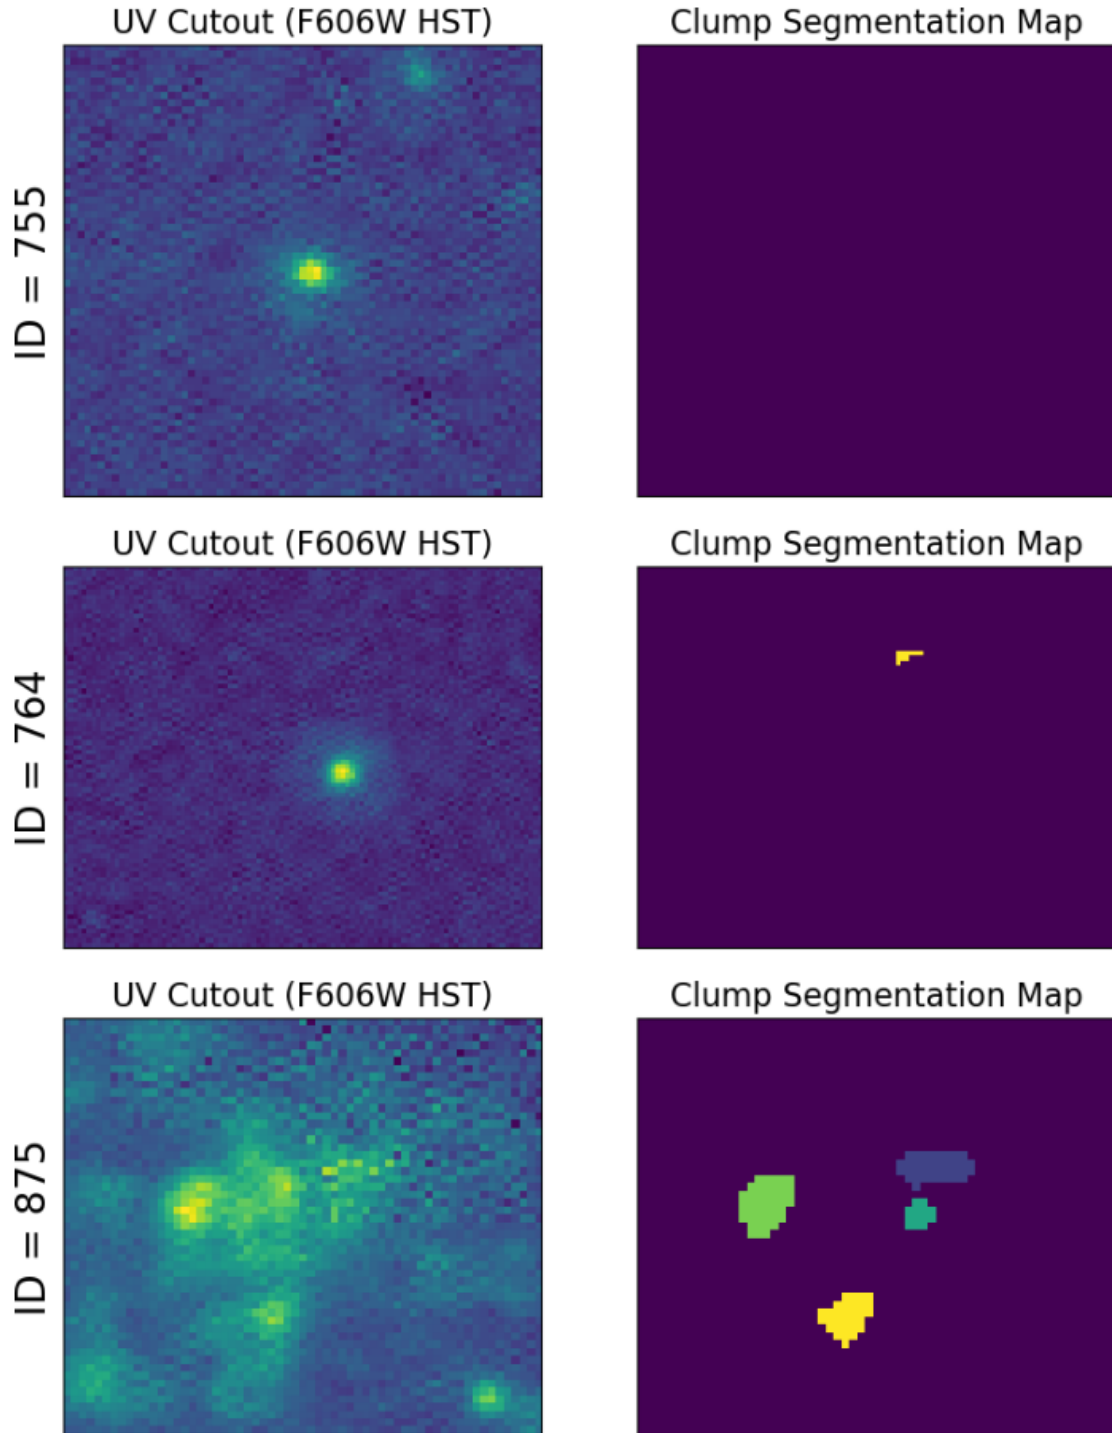 UV Cutout (F606W HST) Clump Segmentation Map
ID = 755
UV Cutout (F606W HST) Clump Segmentation Map
ID = 764
UV Cutout (F606W HST) Clump Segmentation Map
ID = 875